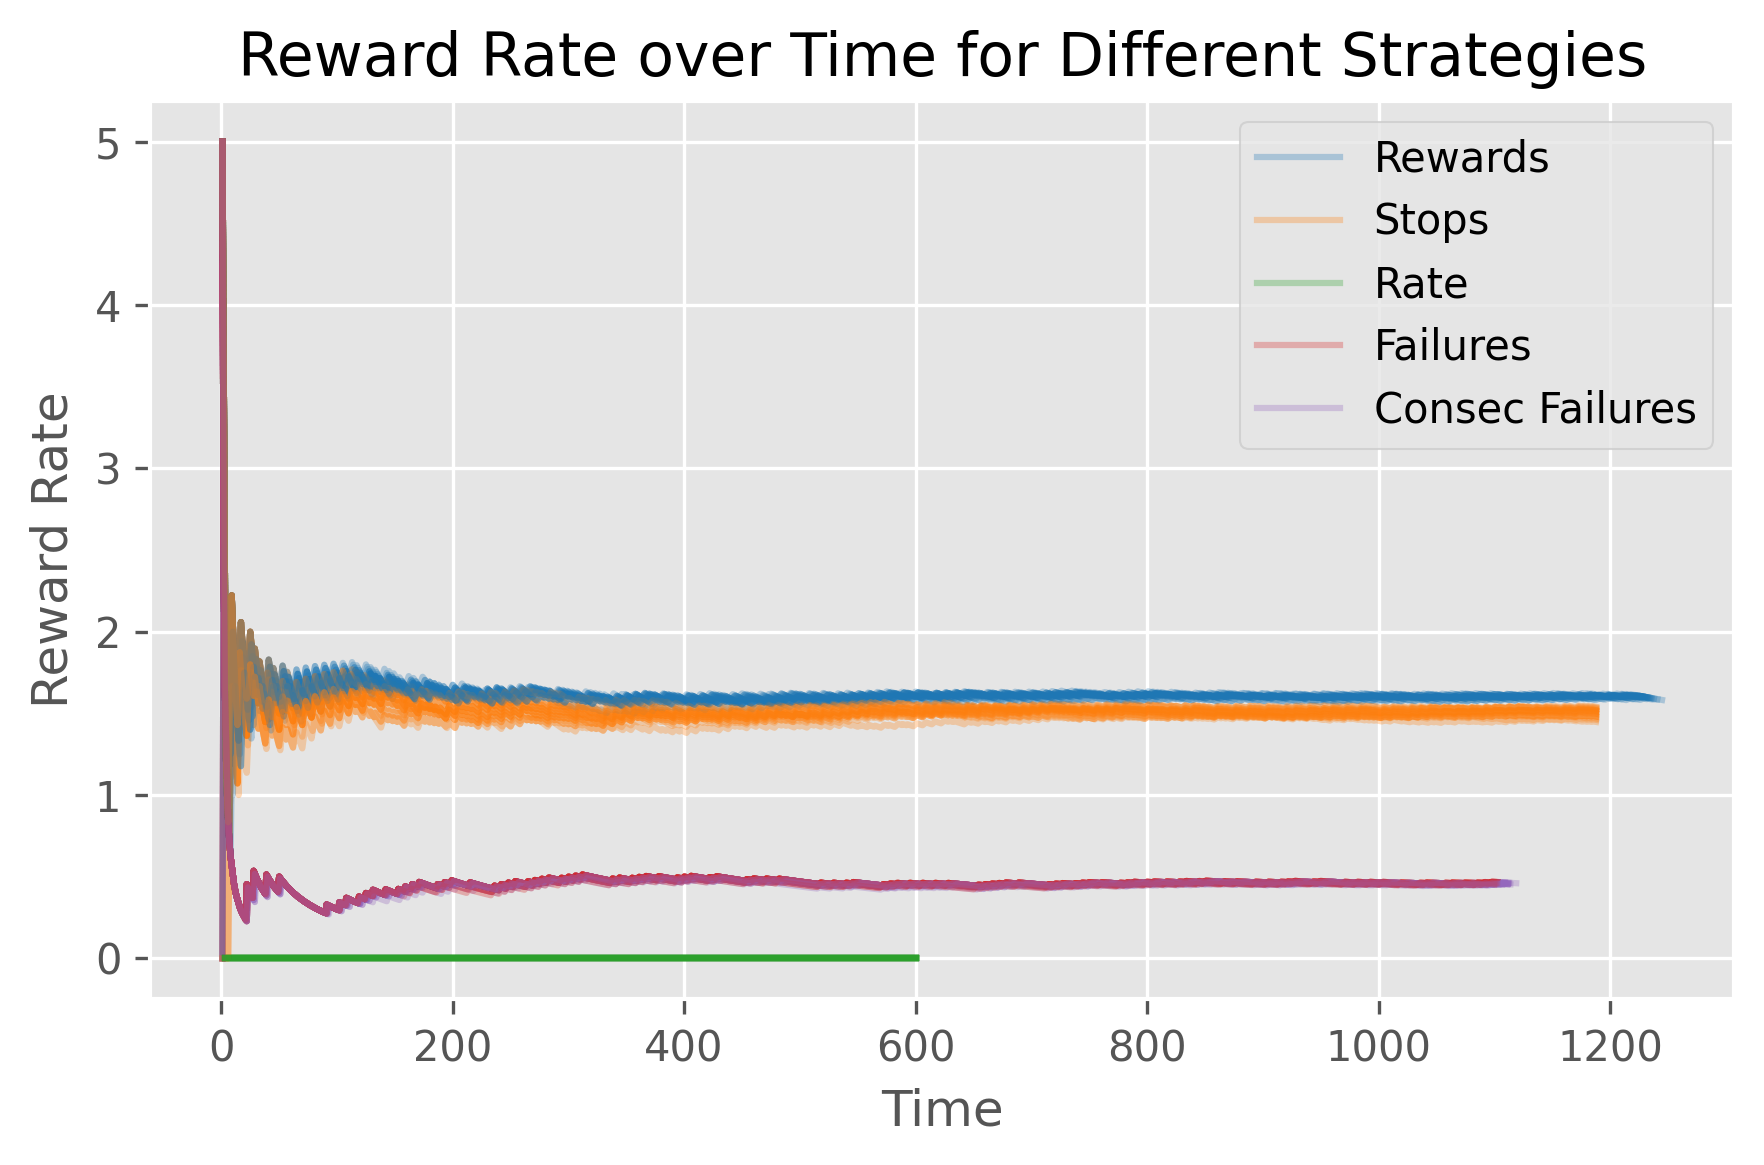 Reward Rate over Time for Different Strategies
Reward Rate
5
4
3
2
1
0
Rewards
Stops
Rate
Failures
Consec Failures
0 200 400 600 800 1000 1200
Time